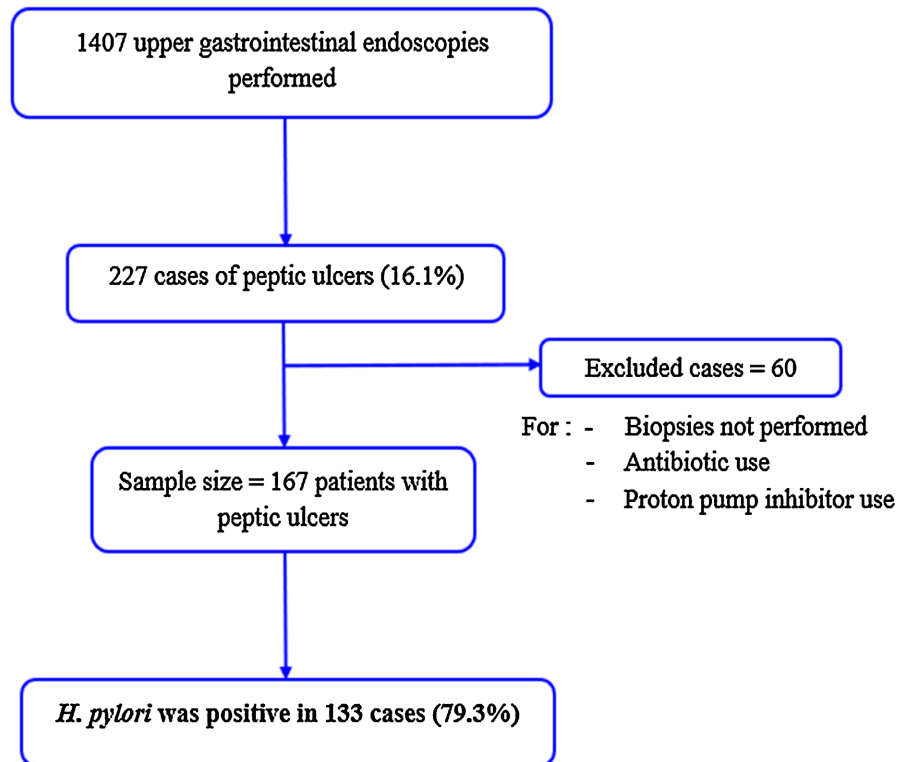 1407 upper gastrointestinal endoscopies
performed
227 cases of peptic ulcers (16.1%)
Excluded cases = 60
For : - Biopsies not performed
- Antibiotic use
- Proton pump inhibitor use
Sample size = 167 patients with
peptic ulcers
H. pylori was positive in 133 cases (79.3%)